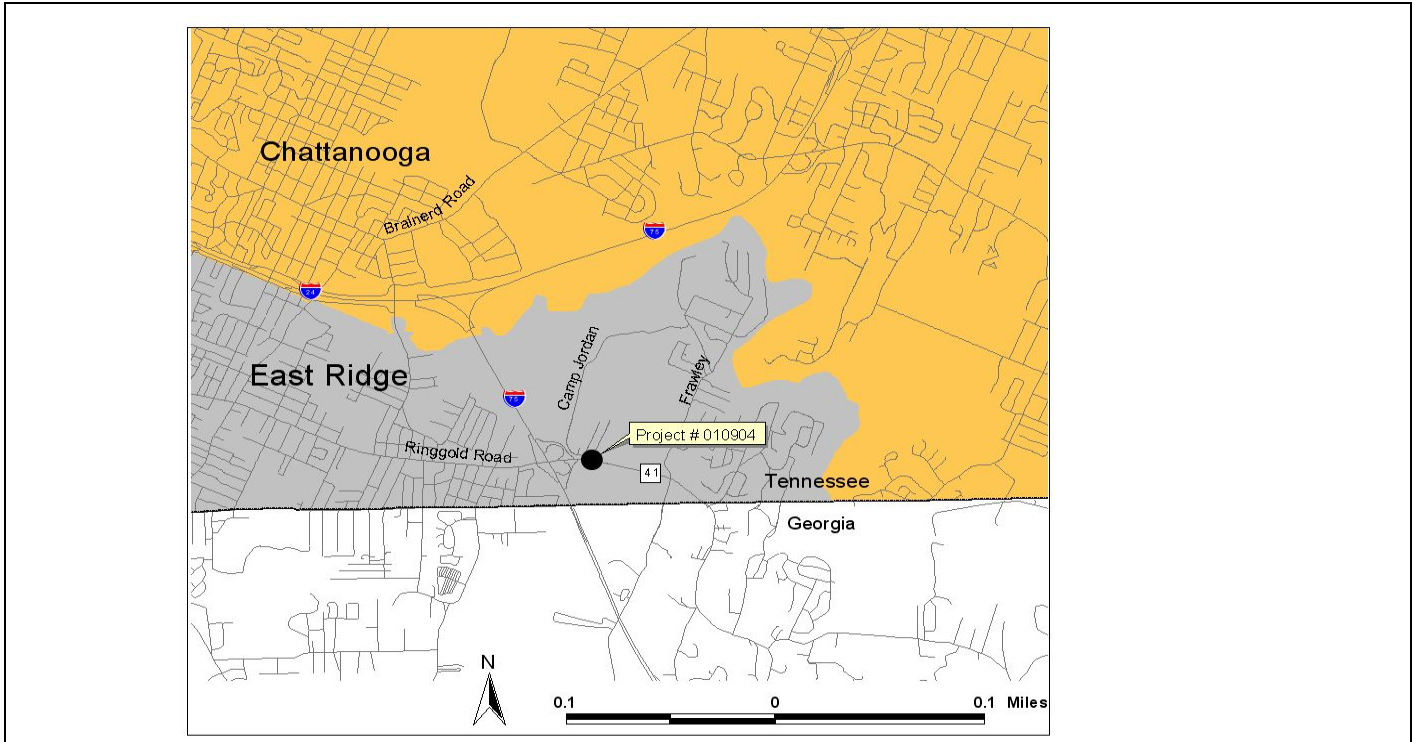 Chattanooga
Brainerd Road
75
24
Camp Jordan
East Ridge
Frawley
75
Project # 010904
Ringgold Road
41
Tennessee
Georgia
N
0.1 0 0.1 Miles